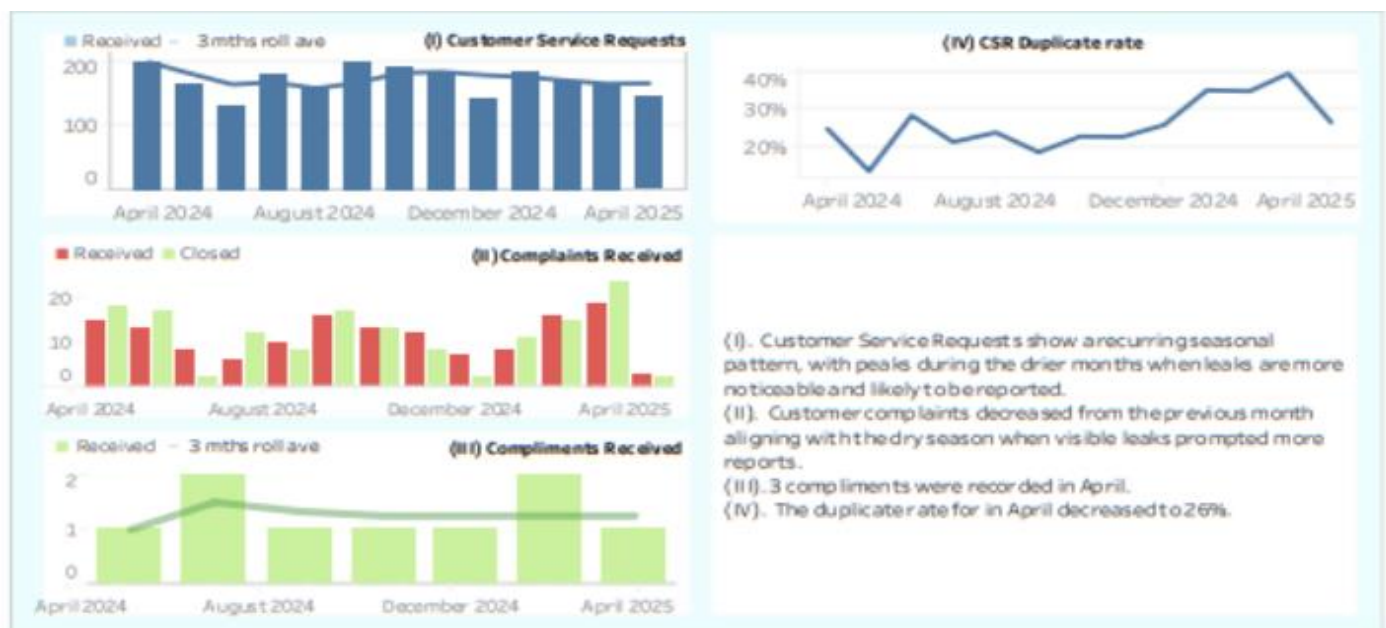 Received – 3 mths roll ave (I) Customer Service Requests
200
100
0
April 2024 August 2024 December 2024 April 2025
(IV) CSR Duplicate rate
40%
30%
20%
April 2024 August 2024 December 2024 April 2025
Received Closed (II) Complaints Received
20
10
0
April 2024 August 2024 December 2024 April 2025
Received – 3 mths roll ave (III) Compliments Received
2
1
0
April 2024 August 2024 December 2024 April 2025
(I). Customer Service Requests show a recurring seasonal
pattern, with peaks during the drier months when leaks are more
noticeable and likely to be reported.
(II). Customer complaints decreased from the previous month
aligning with the dry season when visible leaks prompted more
reports.
(III). 3 compliments were recorded in April.
(IV). The duplicate rate for in April decreased to 26%.